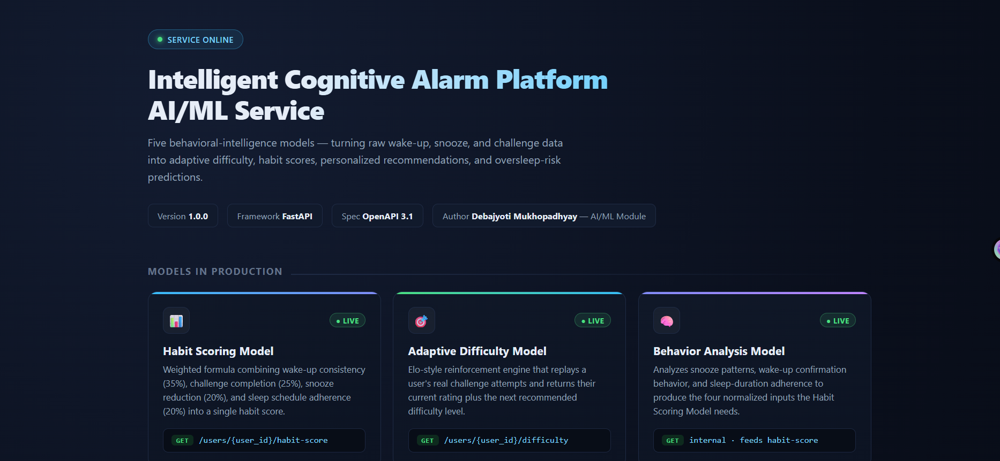 SERVICE ONLINE
Intelligent Cognitive Alarm Platform
AI/ML Service
Five behavioral-intelligence models — turning raw wake-up, snooze, and challenge data
into adaptive difficulty, habit scores, personalized recommendations, and oversleep-risk
predictions.
Version 1.0.0
Framework FastAPI
Spec OpenAPI 3.1
Author Debajyoti Mukhopadhyay — AI/ML Module
MODELS IN PRODUCTION
● LIVE
Habit Scoring Model
Weighted formula combining wake-up consistency
(35%), challenge completion (25%), snooze
reduction (20%), and sleep schedule adherence
(20%) into a single habit score.
GET /users/{user_id}/habit-score
● LIVE
Adaptive Difficulty Model
Elo-style reinforcement engine that replays a
user's real challenge attempts and returns their
current rating plus the next recommended
difficulty level.
GET /users/{user_id}/difficulty
● LIVE
Behavior Analysis Model
Analyzes snooze patterns, wake-up confirmation
behavior, and sleep-duration adherence to
produce the four normalized inputs the Habit
Scoring Model needs.
GET internal · feeds habit-score